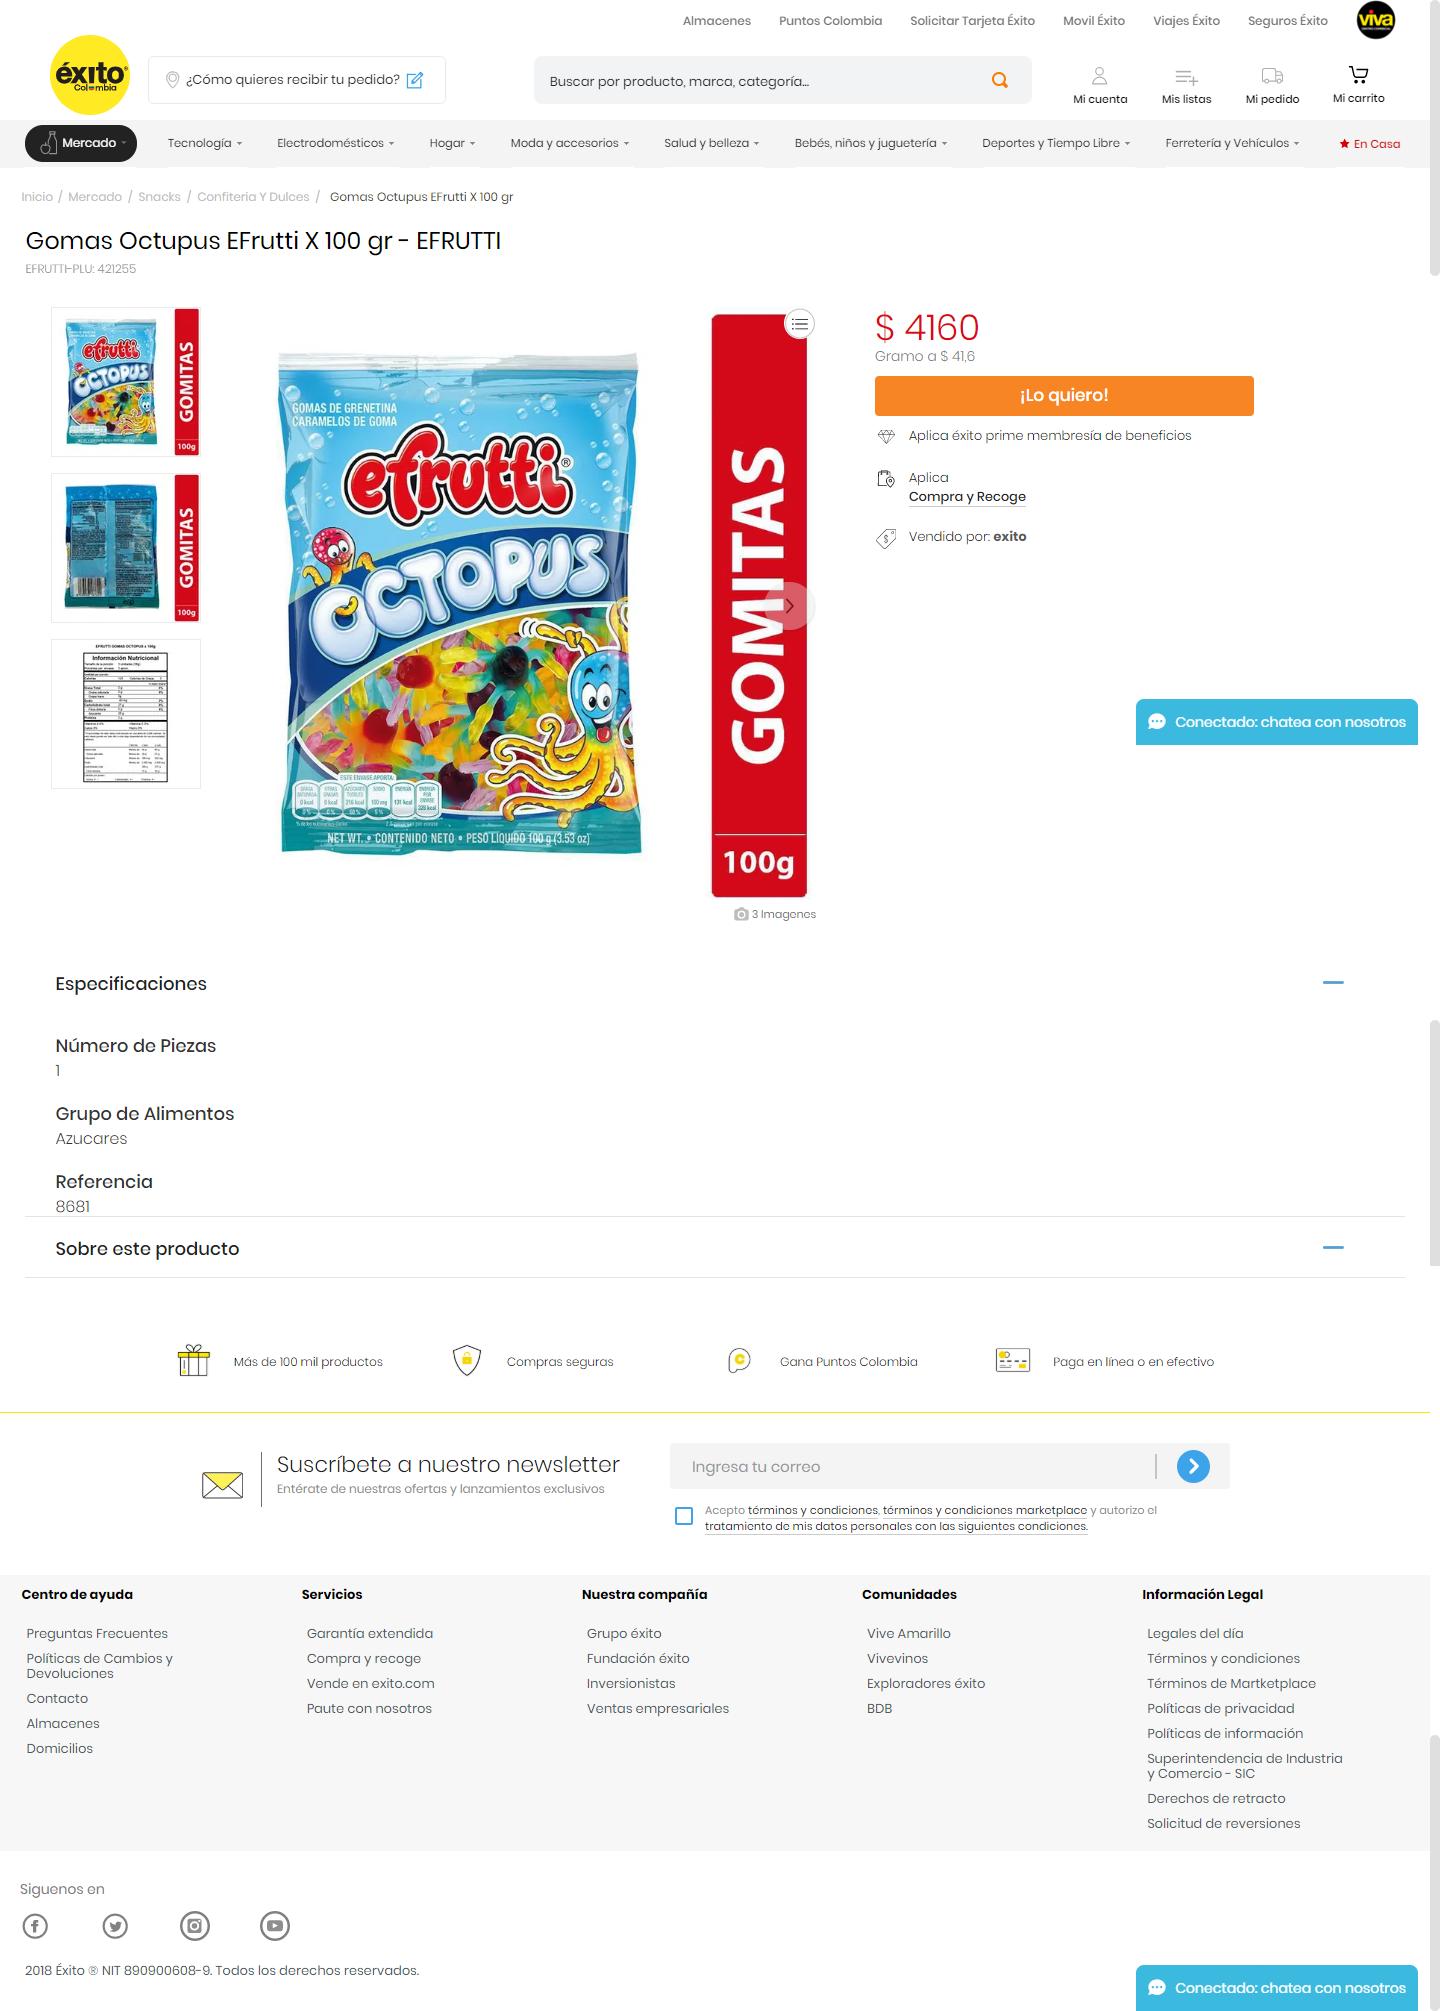 Almacenes Puntos Colombia Solicitar Tarjeta Éxito Movil Éxito Viajes Éxito Seguros Éxito viva
éxito
Colombia
¿Cómo quieres recibir tu pedido?
Buscar por producto, marca, categoría...
Mi cuenta Mis listas Mi pedido Mi carrito
Mercado Tecnología Electrodomésticos Hogar Moda y accesorios Salud y belleza Bebés, niños y juguetería Deportes y Tiempo Libre Ferretería y Vehículos En Casa
Inicio / Mercado / Snacks / Confiteria Y Dulces / Gomas Octupus EFrutti X 100 gr
Gomas Octupus EFrutti X 100 gr - EFRUTTI
EFRUTTI-PLU: 421255
efrutti
OCTOPUS
GOMITAS
100g
GOMITAS
100g
EFRUTTI GOMAS OCTOPUS x 100g
Información Nutricional
GOMAS DE GRENETINA
CARAMELOS DE GOMA
efrutti®
OCTOPUS
ESTE ENVASE APORTA:
NET WT. • CONTENIDO NETO • PESO LIQUIDO 100 g (3.53 oz)
GOMITAS
100g
3 Imagenes
$ 4160
Gramo a $ 41,6
¡Lo quiero!
Aplica éxito prime membresía de beneficios
Aplica
Compra y Recoge
Vendido por: exito
Conectado: chatea con nosotros
Especificaciones
Número de Piezas
1
Grupo de Alimentos
Azucares
Referencia
8681
Sobre este producto
Más de 100 mil productos Compras seguras Gana Puntos Colombia Paga en línea o en efectivo
Suscríbete a nuestro newsletter
Entérate de nuestras ofertas y lanzamientos exclusivos
Ingresa tu correo
Acepto términos y condiciones, términos y condiciones marketplace y autorizo el
tratamiento de mis datos personales con las siguientes condiciones.
Centro de ayuda
Preguntas Frecuentes
Políticas de Cambios y
Devoluciones
Contacto
Almacenes
Domicilios
Servicios
Garantía extendida
Compra y recoge
Vende en exito.com
Paute con nosotros
Nuestra compañía
Grupo éxito
Fundación éxito
Inversionistas
Ventas empresariales
Comunidades
Vive Amarillo
Vivevinos
Exploradores éxito
BDB
Información Legal
Legales del día
Términos y condiciones
Términos de Martketplace
Políticas de privacidad
Políticas de información
Superintendencia de Industria
y Comercio - SIC
Derechos de retracto
Solicitud de reversiones
Siguenos en
2018 Éxito ® NIT 890900608-9. Todos los derechos reservados.
Conectado: chatea con nosotros